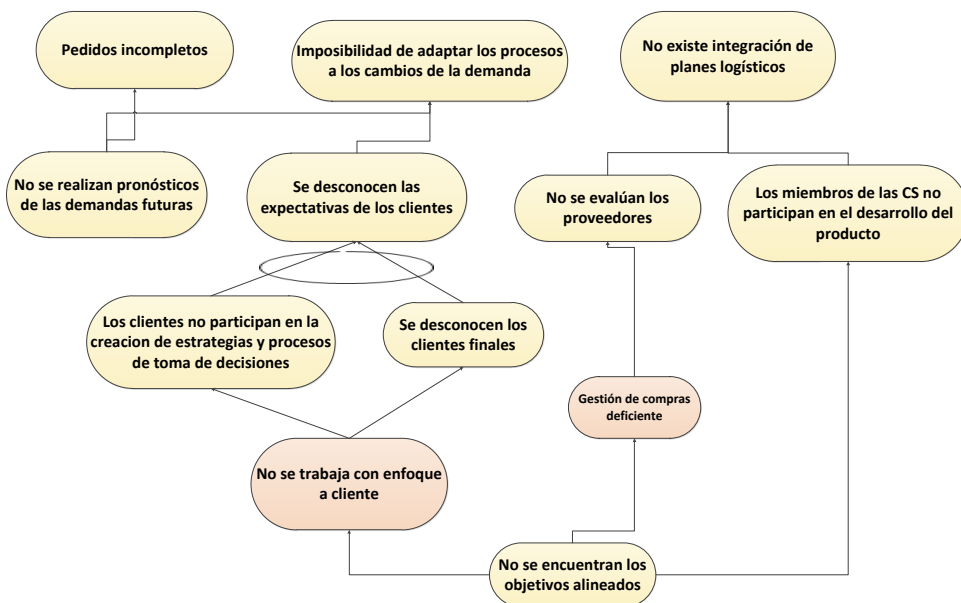 Pedidos incompletos
Imposibilidad de adaptar los procesos
a los cambios de la demanda
No existe integración de
planes logísticos
No se realizan pronósticos
de las demandas futuras
Se desconocen las
expectativas de los clientes
No se evalúan los
proveedores
Los miembros de las CS no
participan en el desarrollo del
producto
Los clientes no participan en la
creacion de estrategias y procesos
de toma de decisiones
Se desconocen los
clientes finales
Gestión de compras
deficiente
No se trabaja con enfoque
a cliente
No se encuentran los
objetivos alineados